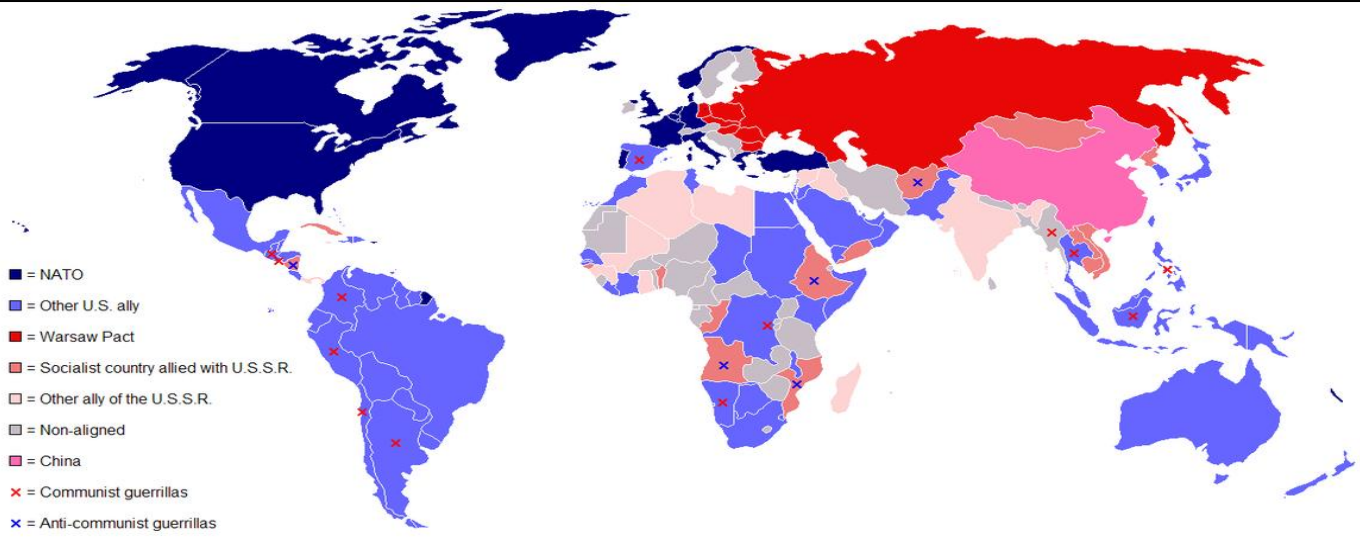 = NATO
= Other U.S. ally
= Warsaw Pact
= Socialist country allied with U.S.S.R.
= Other ally of the U.S.S.R.
= Non-aligned
= China
= Communist guerrillas
= Anti-communist guerrillas